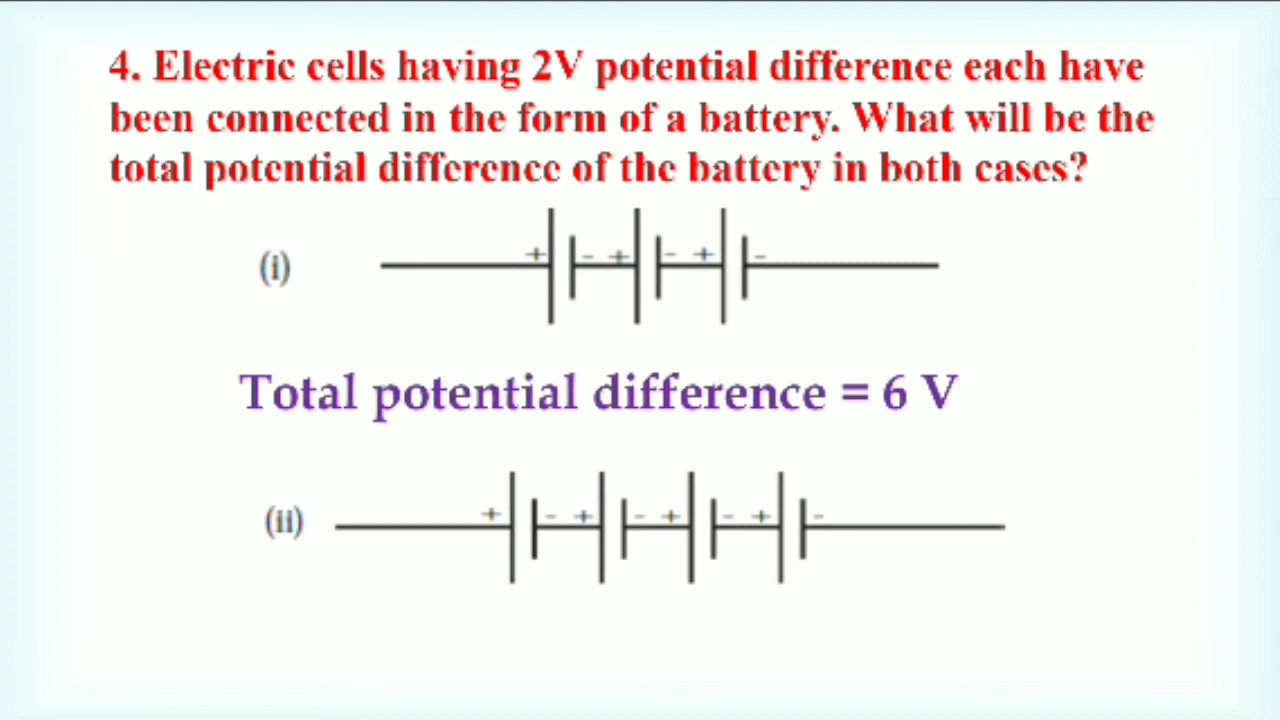 4. Electric cells having 2V potential difference each have
been connected in the form of a battery. What will be the
total potential difference of the battery in both cases?
(i)
+ - + - + -
Total potential difference = 6 V
(ii)
+ - + - + - + -